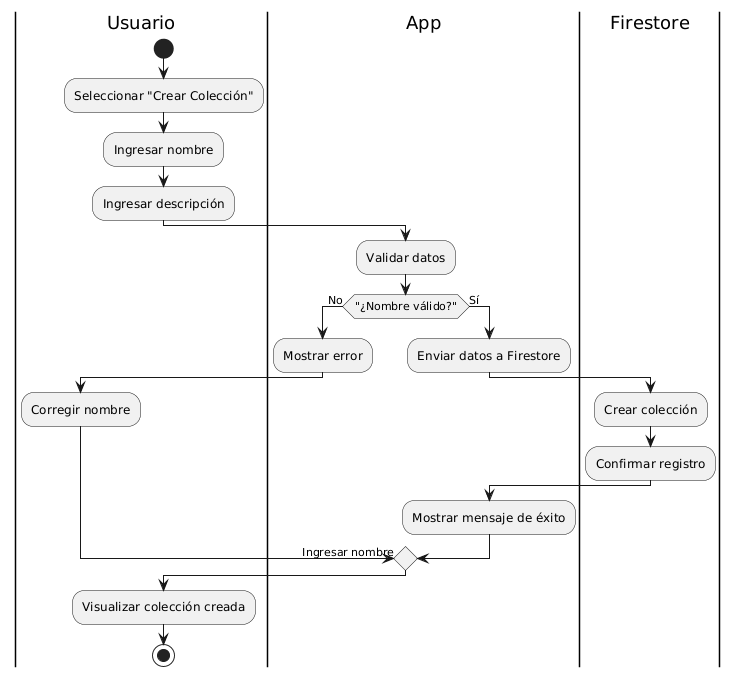 Usuario
App
Firestore
Seleccionar "Crear Colección"
Ingresar nombre
Ingresar descripción
Validar datos
No
"¿Nombre válido?"
Sí
Mostrar error
Enviar datos a Firestore
Corregir nombre
Crear colección
Confirmar registro
Mostrar mensaje de éxito
Ingresar nombre
Visualizar colección creada